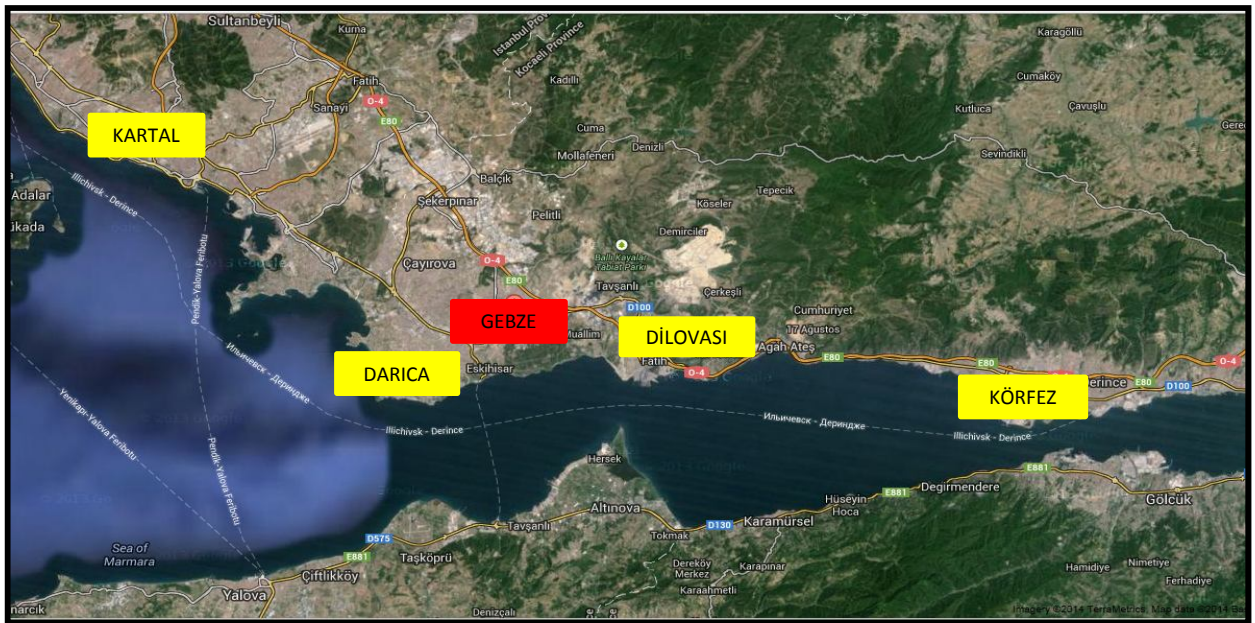 Sultanbeyli
Kurna
Istanbul Province
Kocaeli Province
Karagöllü
Fatih
Kadıllı
Cumaköy
O-4
Sanayi
E80
Kutluca
Çavuşlu
KARTAL
Cuma
Mollafeneri
Denizli
Sevindikli
Balçık
Illichivsk - Derince
Adalar
Tepecik
Şekerpınar
Köseler
Pelitli
Demirciler
Pendik-Yalova Feribotu
Ballı Kayalar
Tabiat Parkı
Çayırova
O-4
E80
Tavşanlı
Çerkeşli
D100
Cumhuriyet
GEBZE
Muallim
DİLOVASI
17 Ağustos
Agah Ateş
E80
Ильичевск - Дериндже
DARICA
Eskihisar
Fatih
O-4
E80
O-4
KÖRFEZ
Derince
E80
D100
Yenikapı-Yalova Feribotu
Illichivsk - Derince
Ильичевск - Дериндже
Illichivsk - Derince
Pendik-Yalova Feribotu
Hersek
E881
Degirmendere
Gölcük
E881
Hüseyin
Hoca
Altınova
Tavşanlı
Karamürsel
D130
Tokmak
D575
Sea of
Marmara
E881
Taşköprü
Çiftlikköy
Dereköy
Merkez
Karapınar
Hamidiye
Nimetiye
Ferhadiye
Yalova
Karaahmetli
Denizçalı
Imagery ©2014 TerraMetrics, Map data ©2014